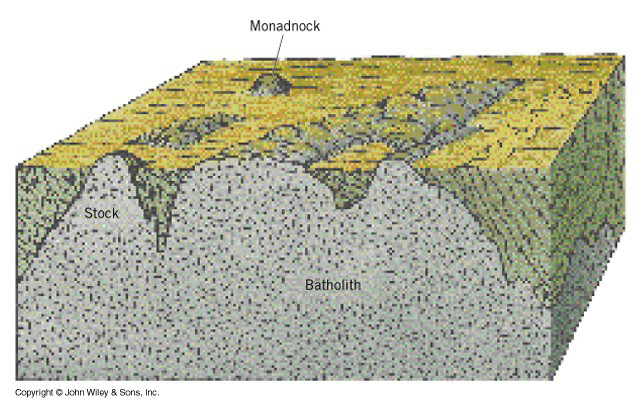 Monadnock
Stock
Batholith
Copyright © John Wiley & Sons, Inc.